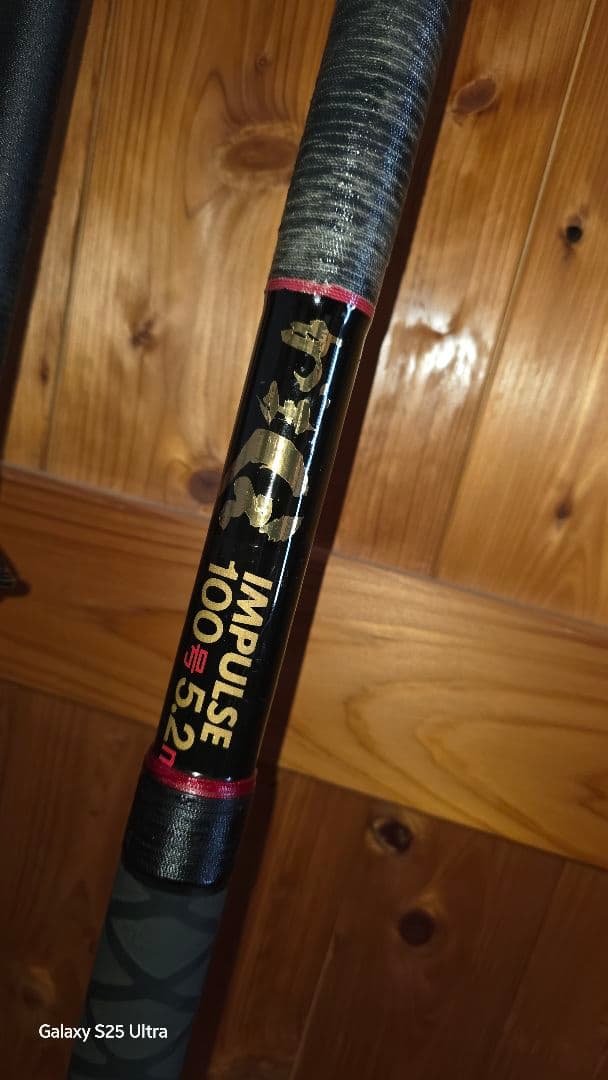 IMPULSE
100号 5.2m
Galaxy S25 Ultra